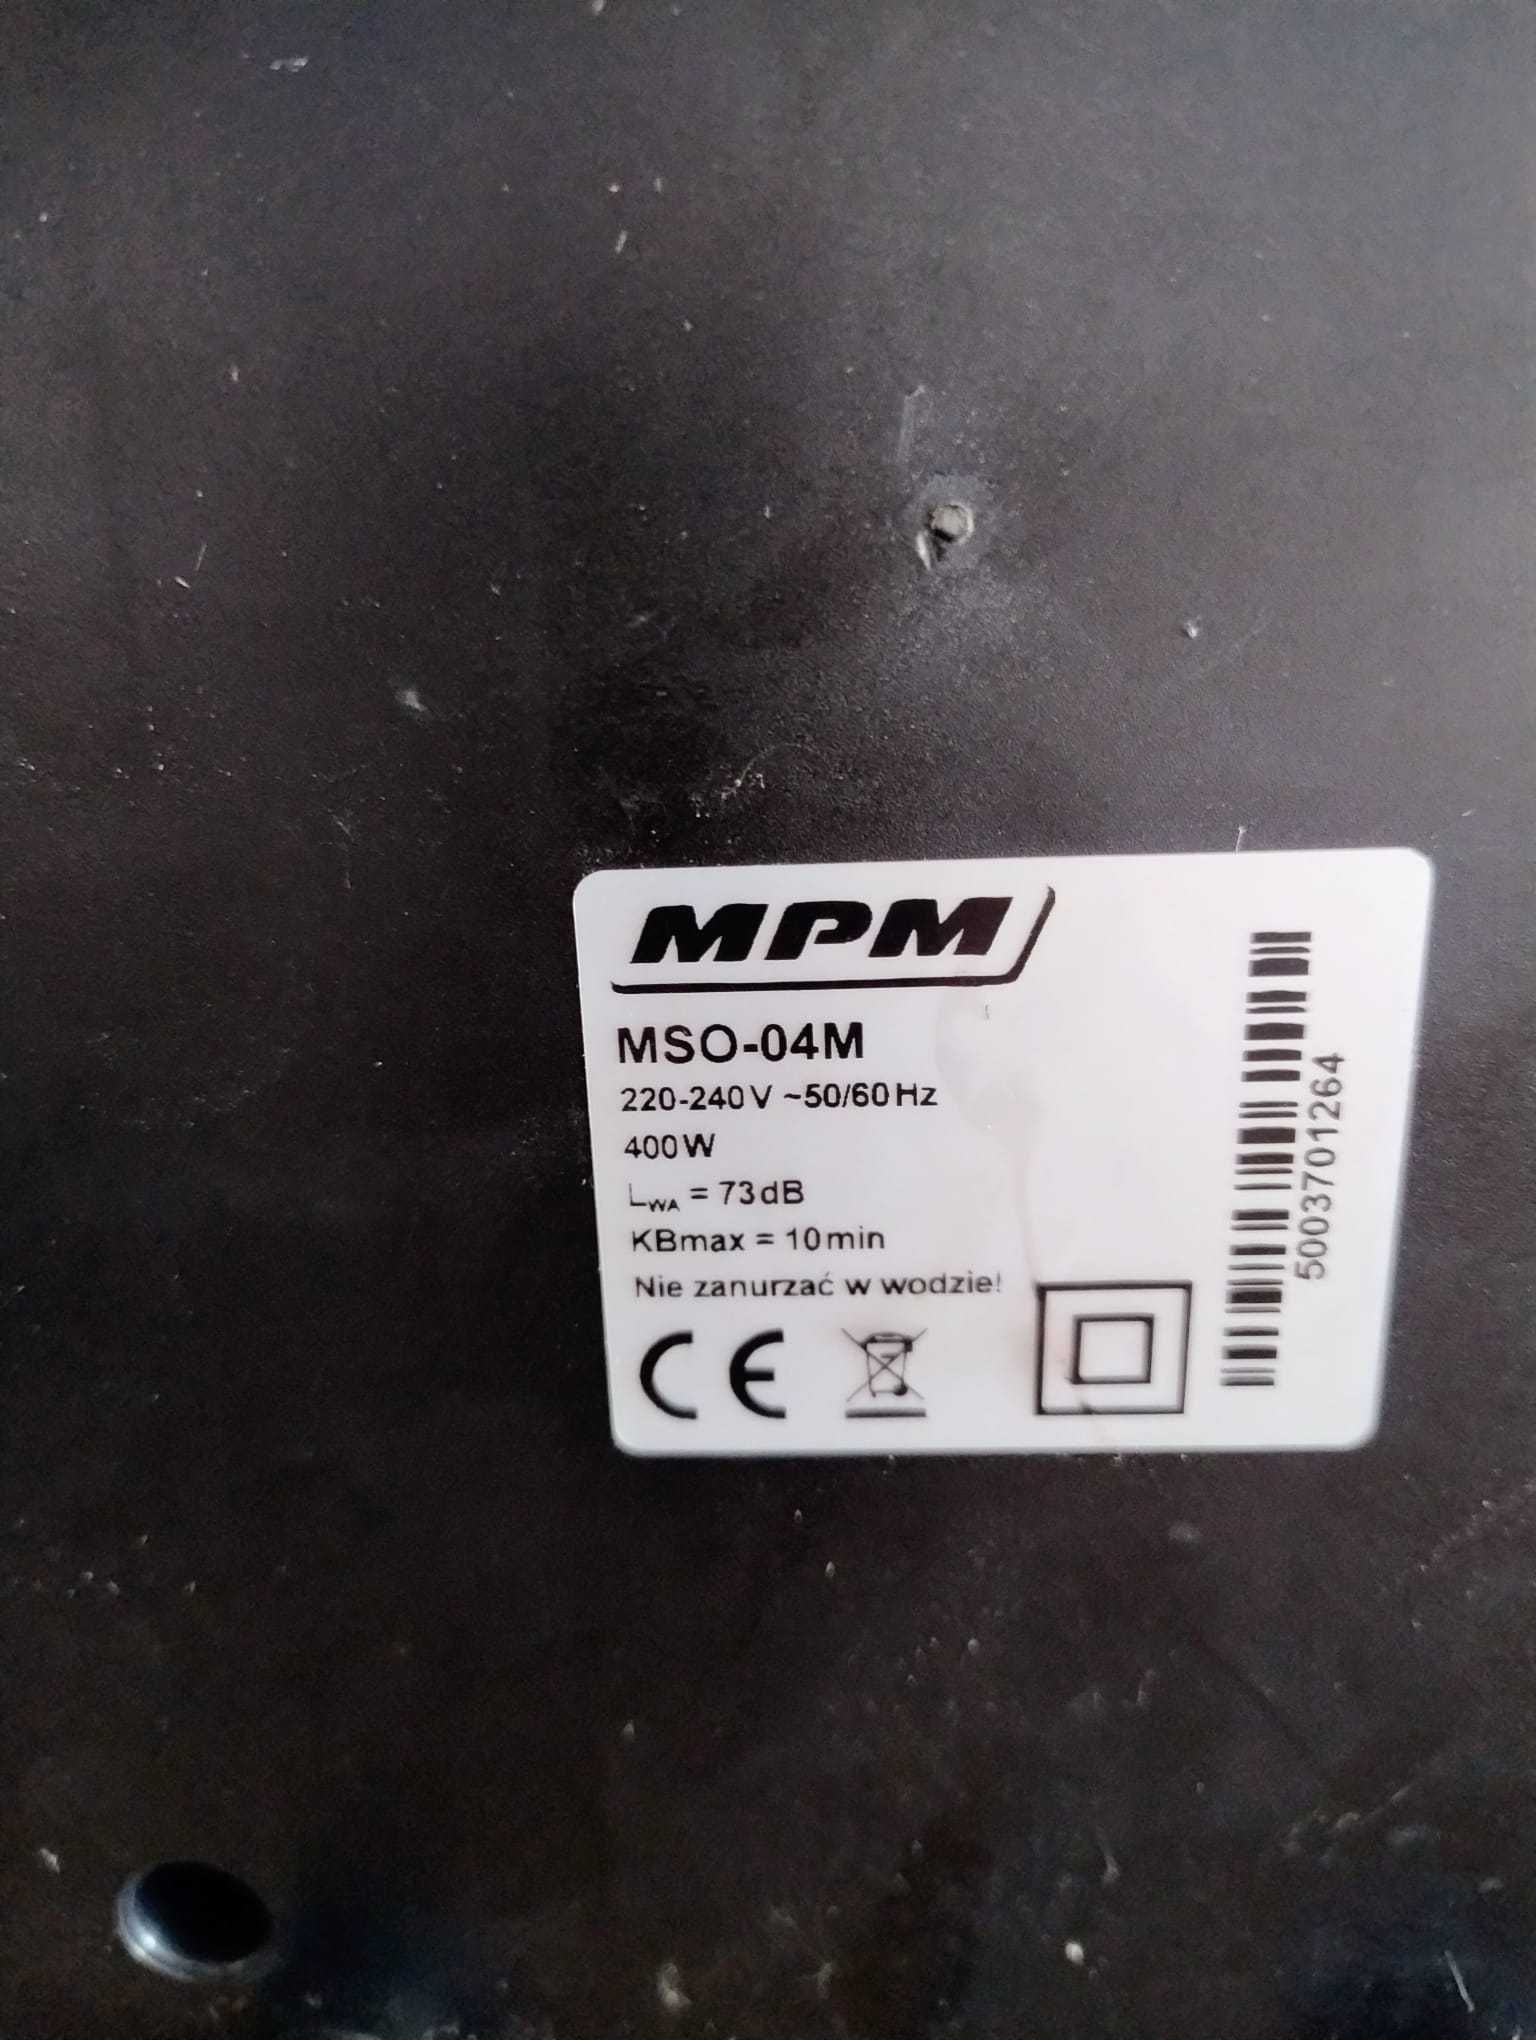 MPM
MSO-04M
220-240V ~50/60Hz
400W
LWA = 73dB
KBmax = 10min
Nie zanurzać w wodzie!
CE
5003701264